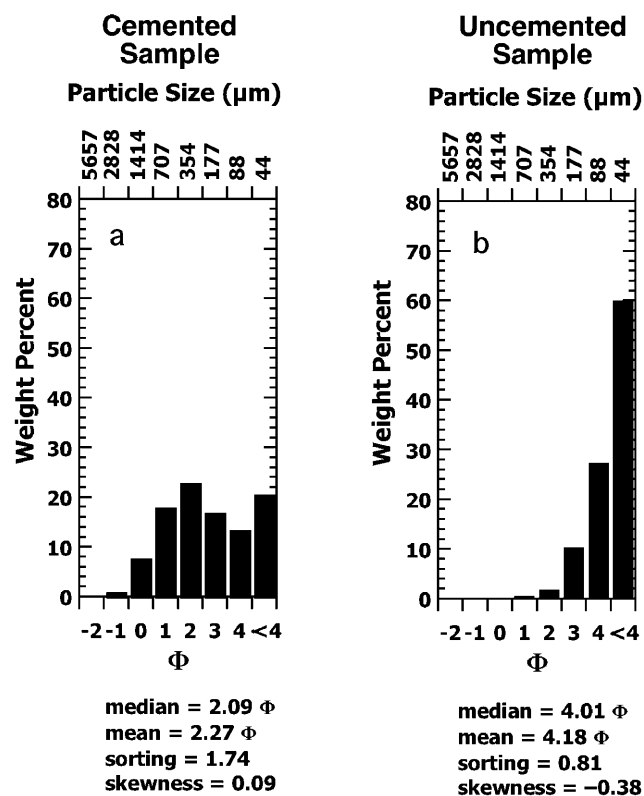 Cemented
Sample
Particle Size (µm)
5657
2828
1414
707
354
177
88
44
a
80
70
60
50
40
30
20
10
0
Weight Percent
-2 -1 0 1 2 3 4 <4
Φ
median = 2.09 Φ
mean = 2.27 Φ
sorting = 1.74
skewness = 0.09
Uncemented
Sample
Particle Size (µm)
5657
2828
1414
707
354
177
88
44
b
80
70
60
50
40
30
20
10
0
Weight Percent
-2 -1 0 1 2 3 4 <4
Φ
median = 4.01 Φ
mean = 4.18 Φ
sorting = 0.81
skewness = −0.38